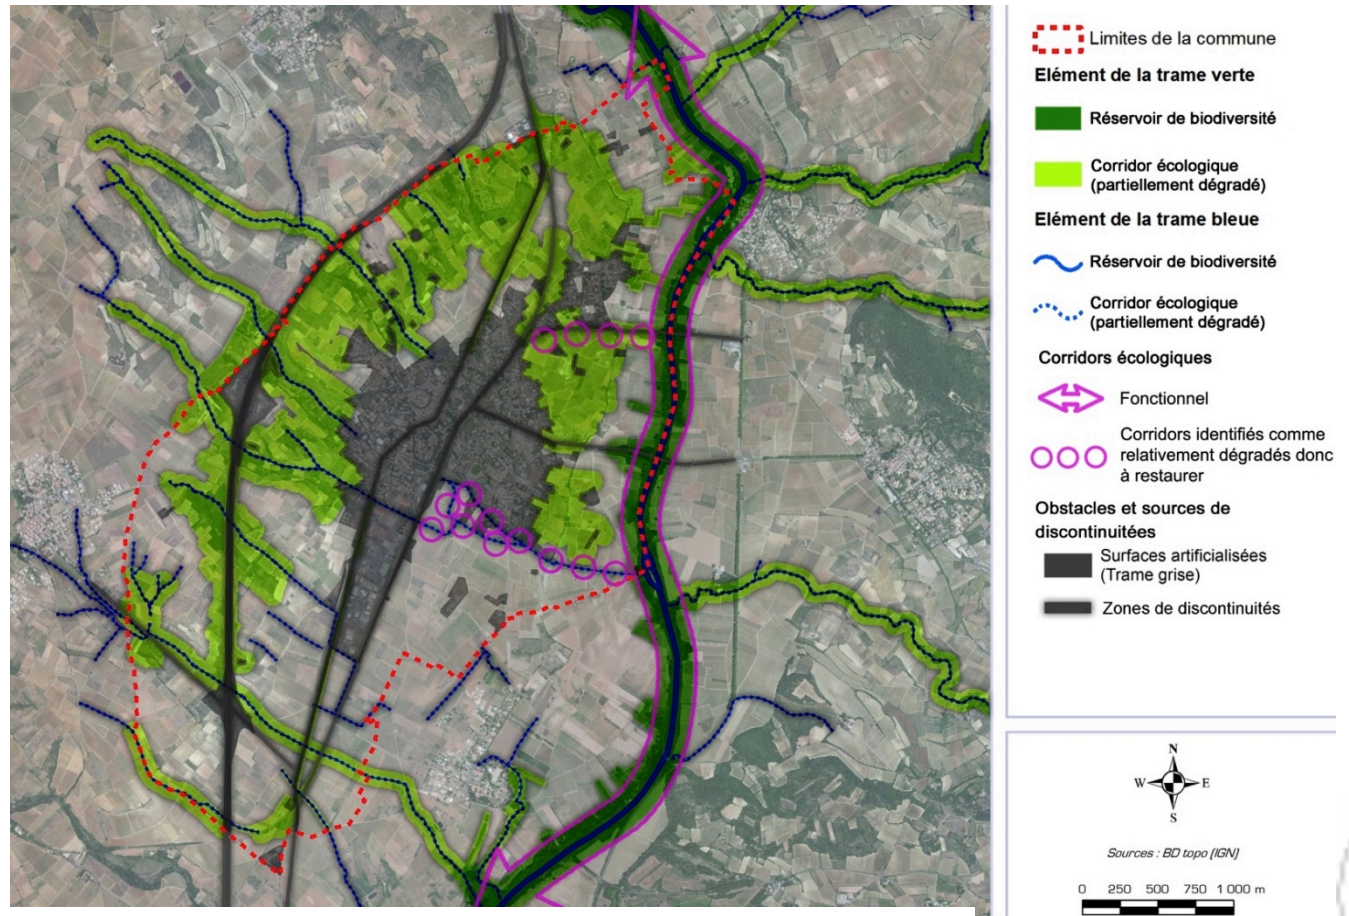 Limites de la commune
Elément de la trame verte
Réservoir de biodiversité
Corridor écologique
(partiellement dégradé)
Elément de la trame bleue
Réservoir de biodiversité
Corridor écologique
(partiellement dégradé)
Corridors écologiques
Fonctionnel
Corridors identifiés comme
relativement dégradés donc
à restaurer
Obstacles et sources de
discontinuitées
Surfaces artificialisées
(Trame grise)
Zones de discontinuités
N
W E
S
Sources : BD topo (IGN)
0 250 500 750 1 000 m